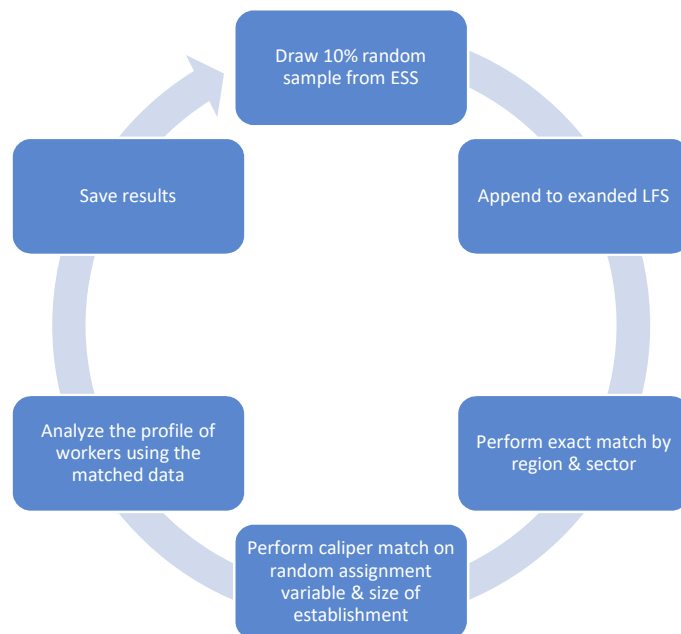 Draw 10% random
sample from ESS
Append to exanded LFS
Perform exact match by
region & sector
Perform caliper match on
random assignment
variable & size of
establishment
Analyze the profile of
workers using the
matched data
Save results